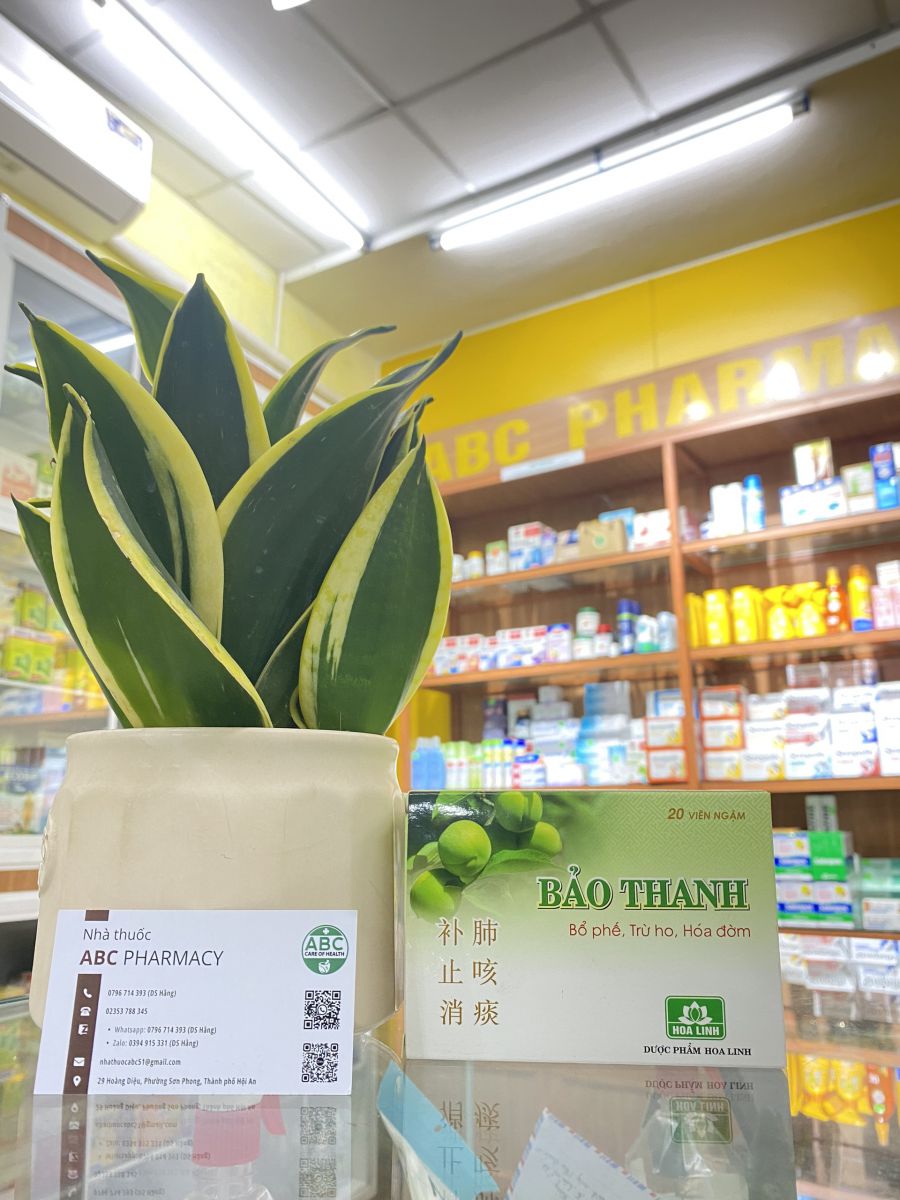 ABC PHARMA
20 VIÊN NGẬM
BẢO THANH
Bổ phế, Trừ ho, Hóa đờm
补肺
止咳
消痰
HOA LINH
DƯỢC PHẨM HOA LINH
Nhà thuốc
ABC PHARMACY
ABC
CARE OF HEALTH
0796 714 393 (DS Hằng)
02353 788 345
• Whatsapp: 0796 714 393 (DS Hằng)
• Zalo: 0394 915 331 (DS Hằng)
nhathuocabc51@gmail.com
29 Hoàng Diệu, Phường Sơn Phong, Thành phố Hội An